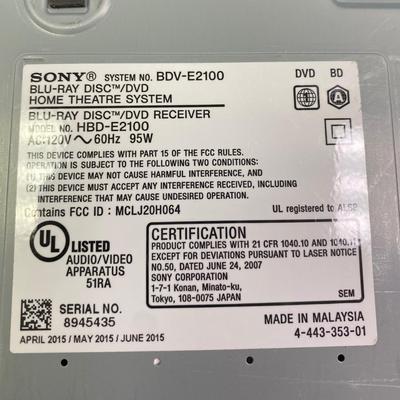 SONY® SYSTEM NO. BDV-E2100
BLU-RAY DISC™/DVD
HOME THEATRE SYSTEM
DVD BD
BLU-RAY DISC™/DVD RECEIVER
MODEL NO. HBD-E2100
AC:120V ~ 60Hz 95W
THIS DEVICE COMPLIES WITH PART 15 OF THE FCC RULES.
OPERATION IS SUBJECT TO THE FOLLOWING TWO CONDITIONS:
(1) THIS DEVICE MAY NOT CAUSE HARMFUL INTERFERENCE, AND
(2) THIS DEVICE MUST ACCEPT ANY INTERFERENCE RECEIVED, INCLUDING
INTERFERENCE THAT MAY CAUSE UNDESIRED OPERATION.
Contains FCC ID : MCLJ20H064
UL registered to ALSP
UL® LISTED
AUDIO/VIDEO
APPARATUS
51RA
CERTIFICATION
PRODUCT COMPLIES WITH 21 CFR 1040.10 AND 1040.11
EXCEPT FOR DEVIATIONS PURSUANT TO LASER NOTICE
NO.50, DATED JUNE 24, 2007
SONY CORPORATION
1-7-1 Konan, Minato-ku,
Tokyo, 108-0075 JAPAN
SEM
SERIAL NO.
8945435
MADE IN MALAYSIA
4-443-353-01
APRIL 2015 / MAY 2015 / JUNE 2015